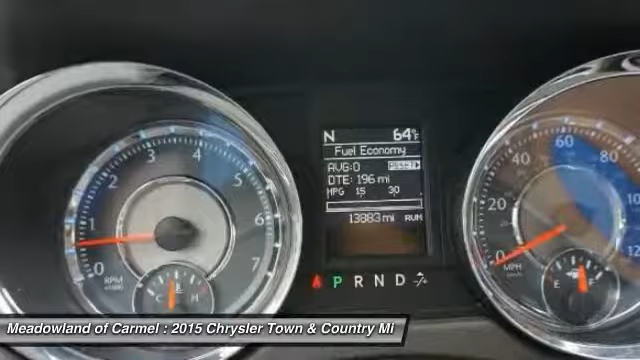 N 64°F
Fuel Economy
AVG:0 RESET
DTE: 196 mi
MPG 15 30
13883 mi RUN
P R N D
0 1 2 3 4 5 6 7
RPM
C H
0 20 40 60 80 10 12
MPH
E F
Meadowland of Carmel : 2015 Chrysler Town & Country Mi